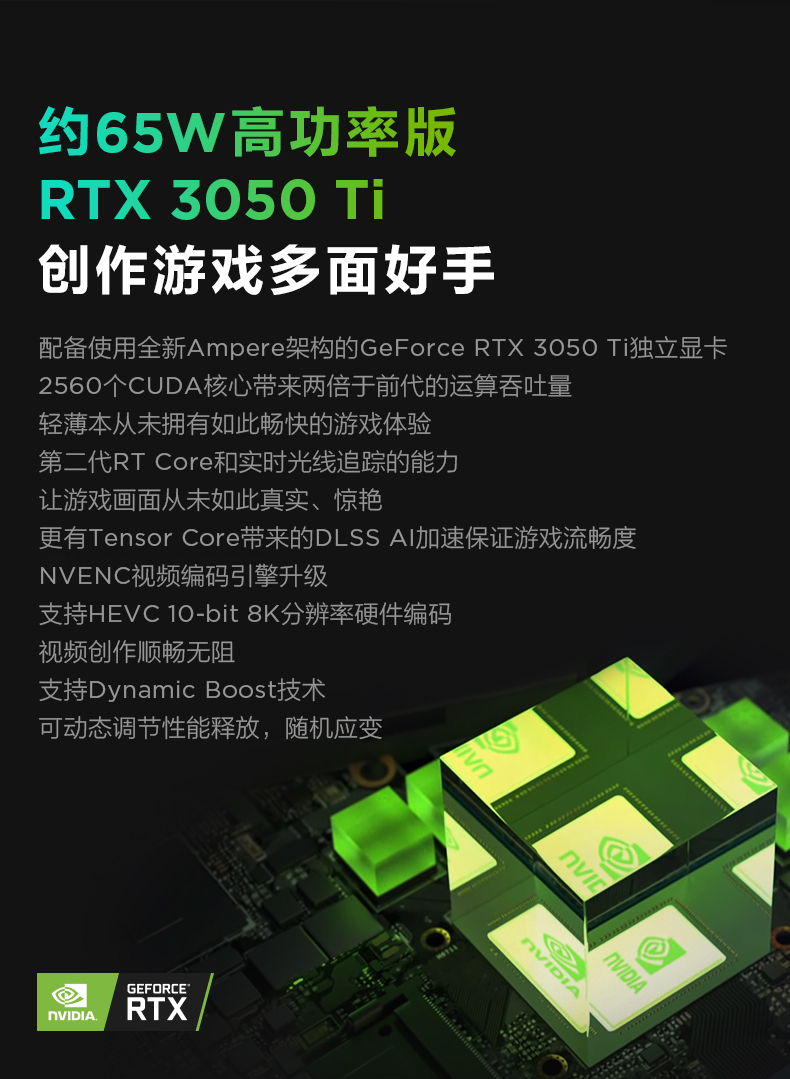 约65W高功率版
RTX 3050 Ti
创作游戏多面好手
配备使用全新Ampere架构的GeForce RTX 3050 Ti独立显卡
2560个CUDA核心带来两倍于前代的运算吞吐量
轻薄本从未拥有如此畅快的游戏体验
第二代RT Core和实时光线追踪的能力
让游戏画面从未如此真实、惊艳
更有Tensor Core带来的DLSS AI加速保证游戏流畅度
NVENC视频编码引擎升级
支持HEVC 10-bit 8K分辨率硬件编码
视频创作顺畅无阻
支持Dynamic Boost技术
可动态调节性能释放，随机应变
NVIDIA
NVIDIA
NVIDIA
NVIDIA
NVIDIA.
GEFORCE
RTX